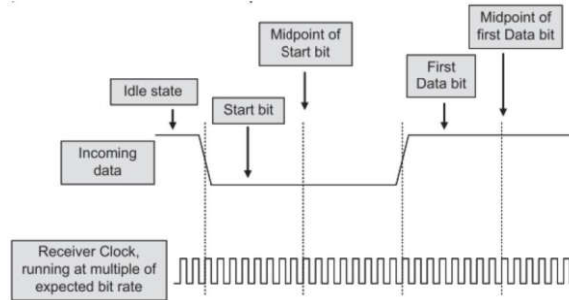 Midpoint of
Start bit
Midpoint of
first Data bit
First
Data bit
Idle state
Start bit
Incoming
data
Receiver Clock,
running at multiple of
expected bit rate